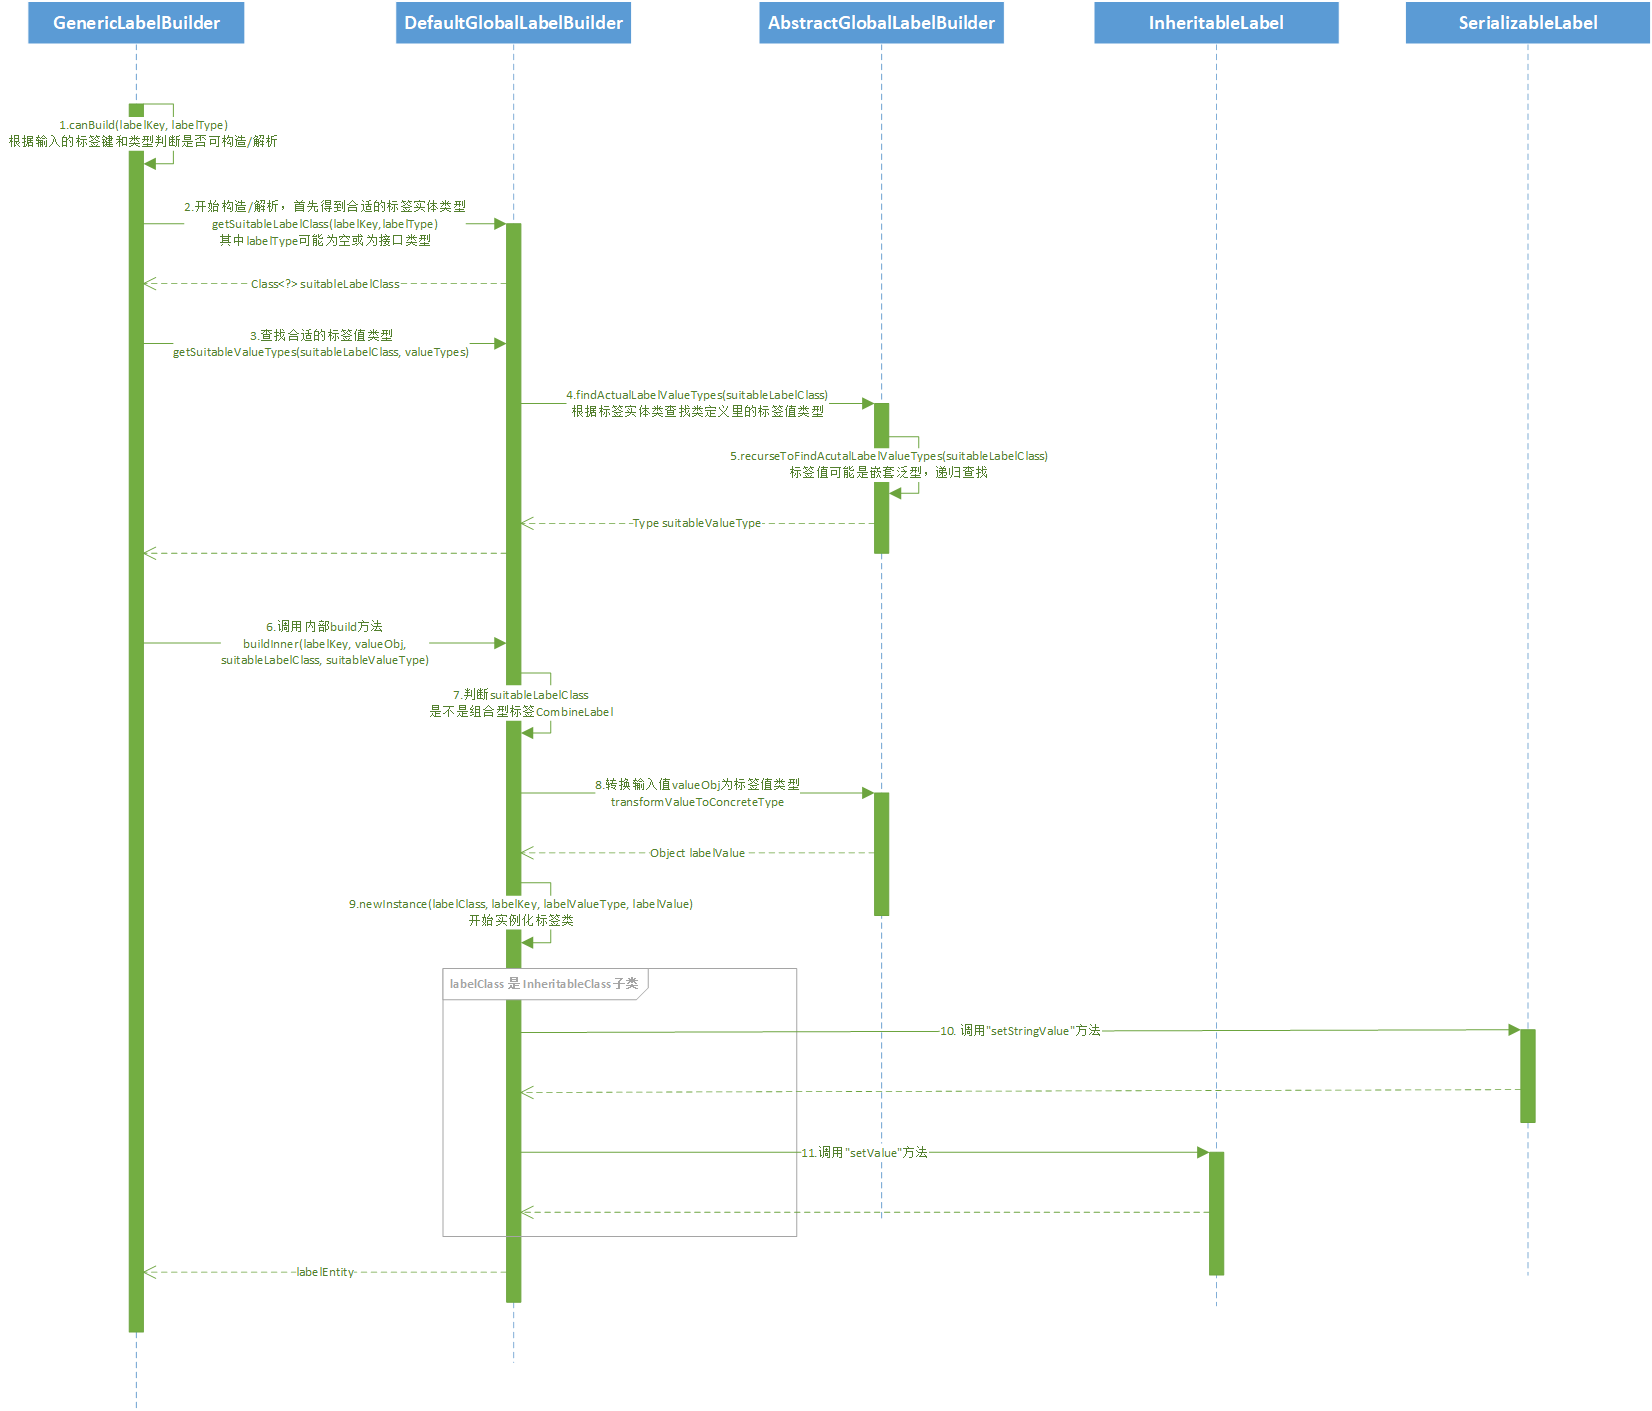 GenericLabelBuilder
DefaultGlobalLabelBuilder
AbstractGlobalLabelBuilder
InheritableLabel
SerializableLabel
1.canBuild(labelKey, labelType)
根据输入的标签键和类型判断是否可构造/解析
2.开始构造/解析，首先得到合适的标签实体类型
getSuitableLabelClass(labelKey,labelType)
其中labelType可能为空或为接口类型
Class<?> suitableLabelClass
3.查找合适的标签值类型
getSuitableValueTypes(suitableLabelClass, valueTypes)
4.findActualLabelValueTypes(suitableLabelClass)
根据标签实体类查找类定义里的标签值类型
5.recurseToFindAcutalLabelValueTypes(suitableLabelClass)
标签值可能是嵌套泛型，递归查找
Type suitableValueType
6.调用内部build方法
buildInner(labelKey, valueObj,
suitableLabelClass, suitableValueType)
7.判断suitableLabelClass
是不是组合型标签CombineLabel
8.转换输入值valueObj为标签值类型
transformValueToConcreteType
Object labelValue
9.newInstance(labelClass, labelKey, labelValueType, labelValue)
开始实例化标签类
labelClass 是 InheritableClass子类
10. 调用"setStringValue"方法
11.调用"setValue"方法
labelEntity